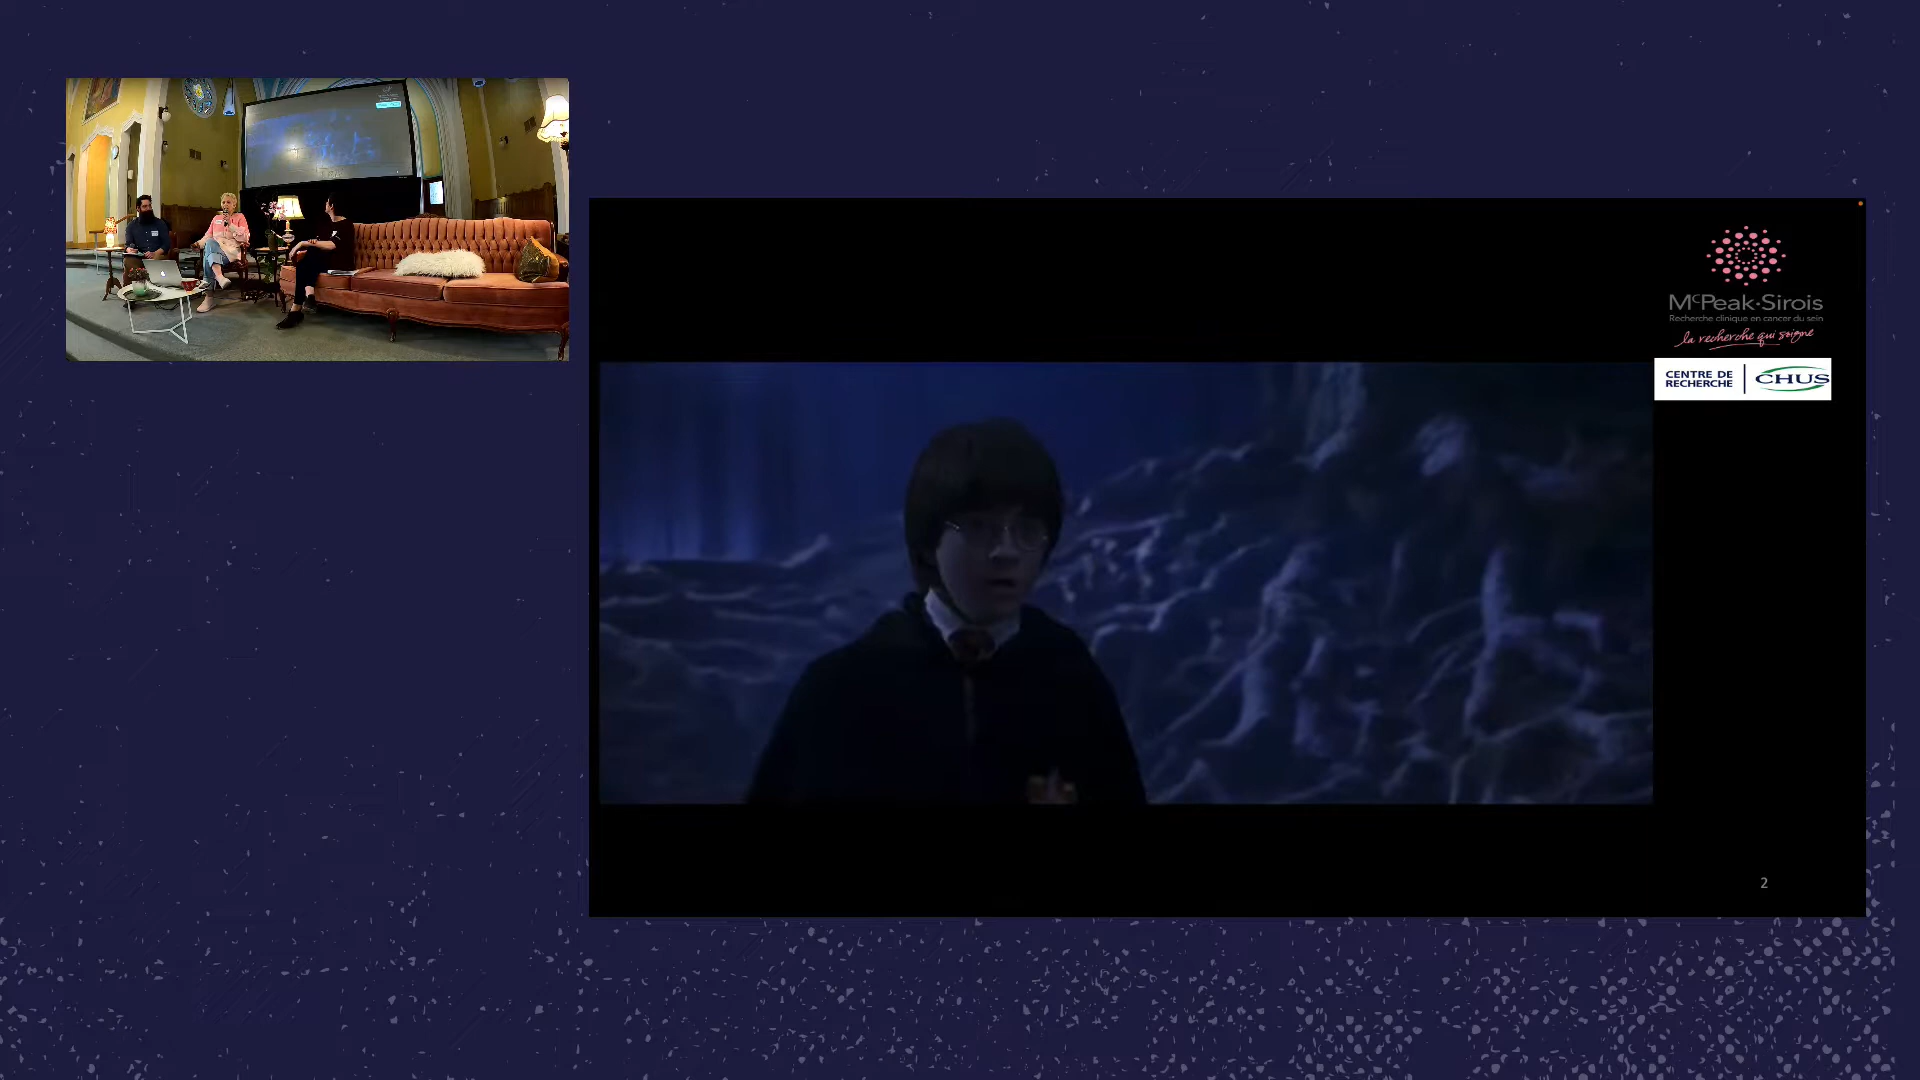 McPeak·Sirois
Recherche clinique en cancer du sein
la recherche qui soigne
CENTRE DE
RECHERCHE
CHUS
2